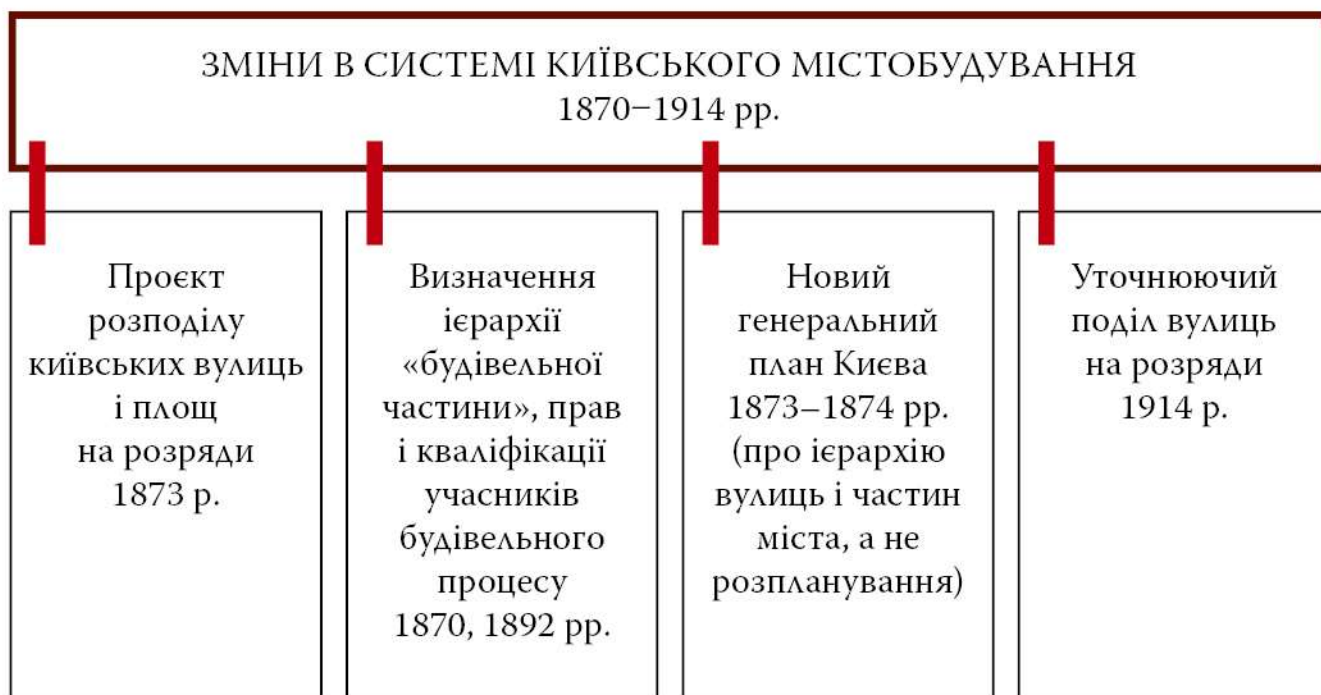 ЗМІНИ В СИСТЕМІ КИЇВСЬКОГО МІСТОБУДУВАННЯ
1870−1914 рр.
Проєкт
розподілу
київських вулиць
і площ
на розряди
1873 р.
Визначення
ієрархії
«будівельної
частини», прав
і кваліфікації
учасників
будівельного
процесу
1870, 1892 рр.
Новий
генеральний
план Києва
1873–1874 рр.
(про ієрархію
вулиць і частин
міста, а не
розпланування)
Уточнюючий
поділ вулиць
на розряди
1914 р.